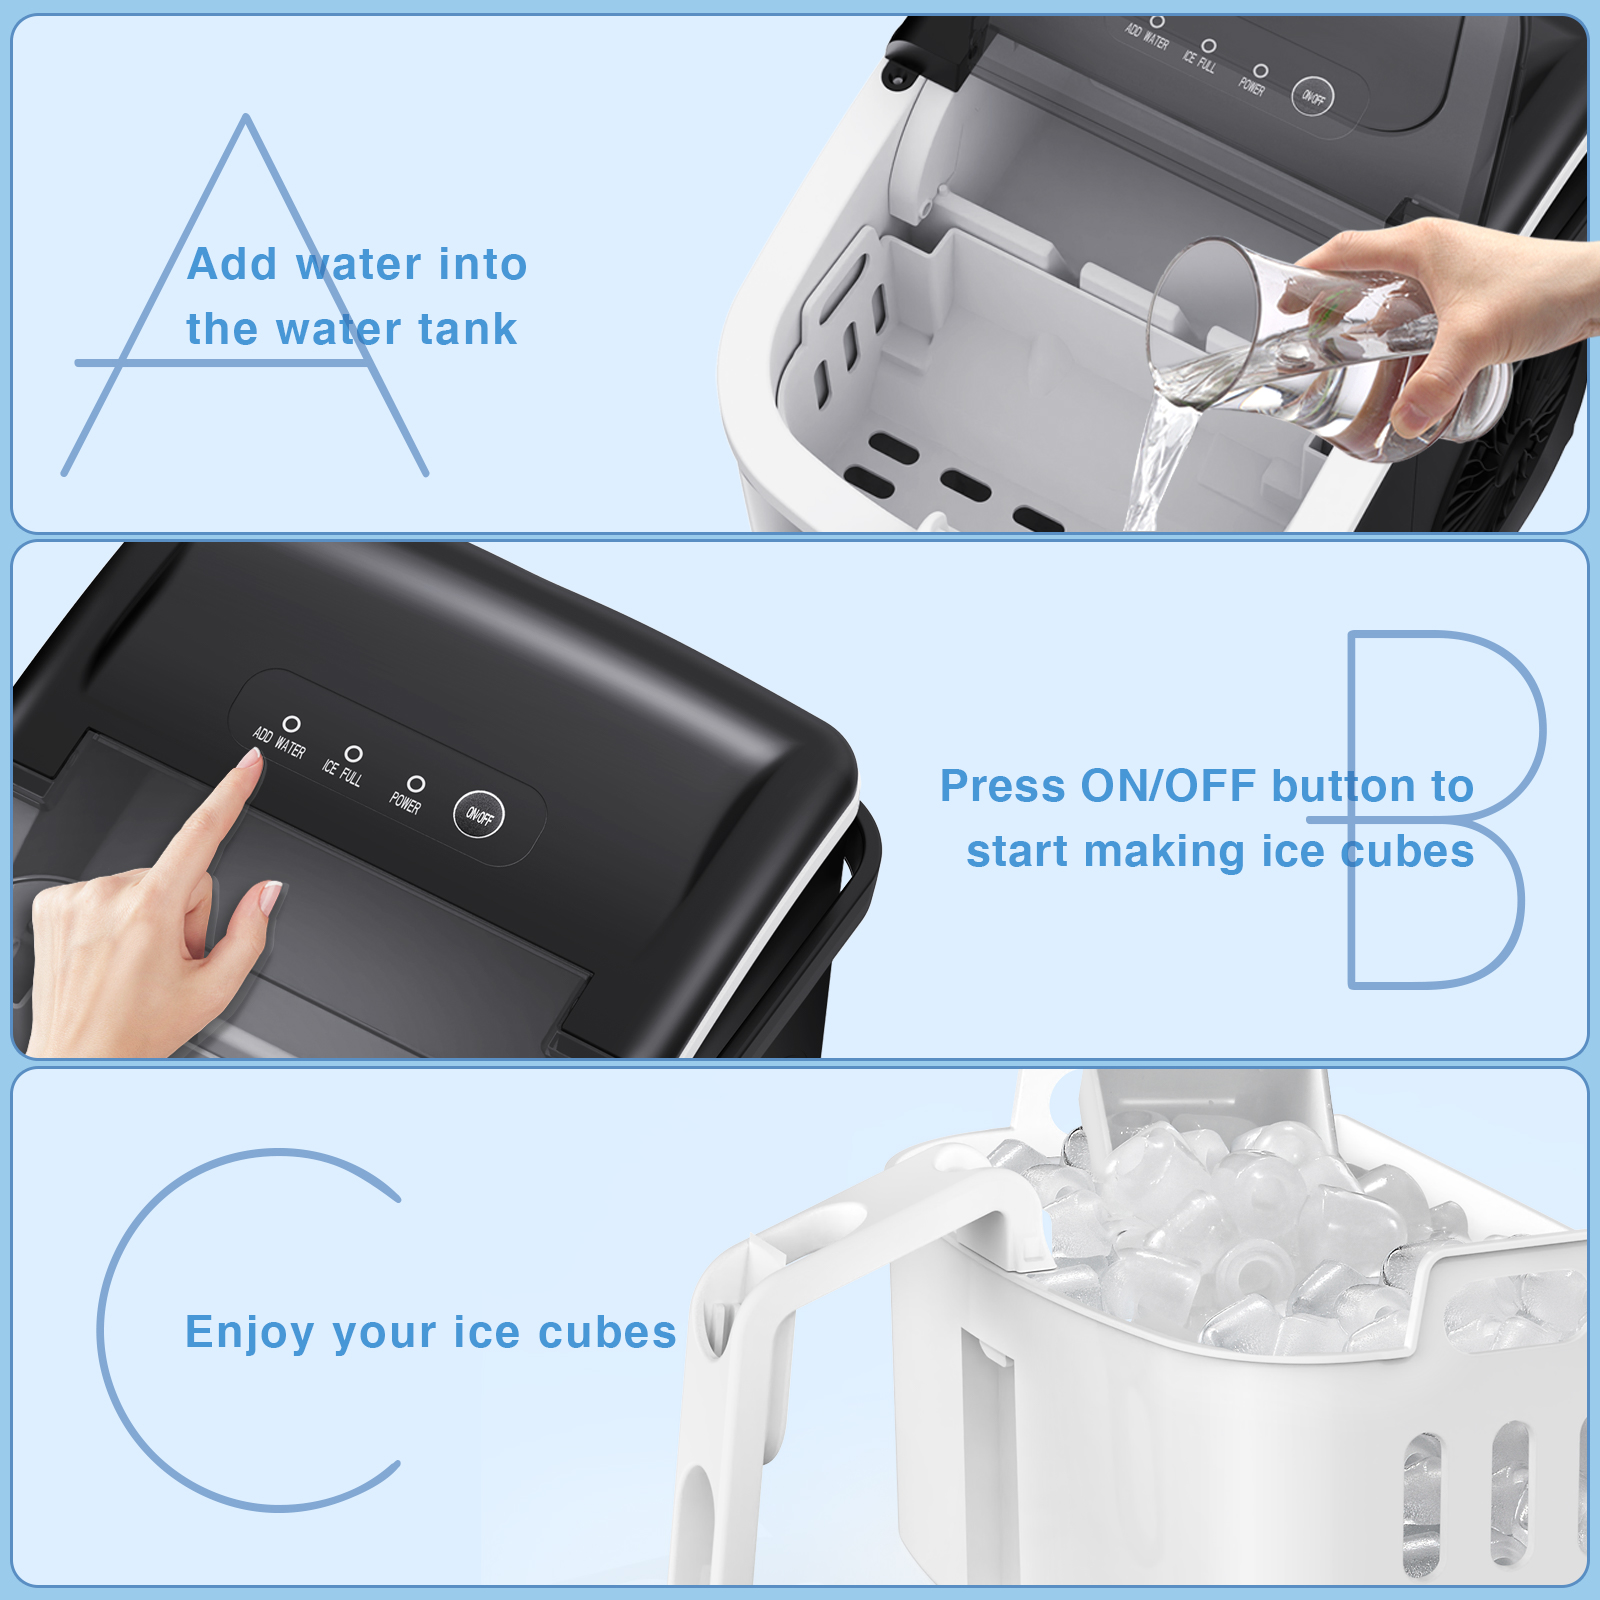 A
Add water into
the water tank
ADD WATER
ICE FULL
POWER
ON/OFF
ADD WATER
ICE FULL
POWER
ON/OFF
B
Press ON/OFF button to
start making ice cubes
C
Enjoy your ice cubes